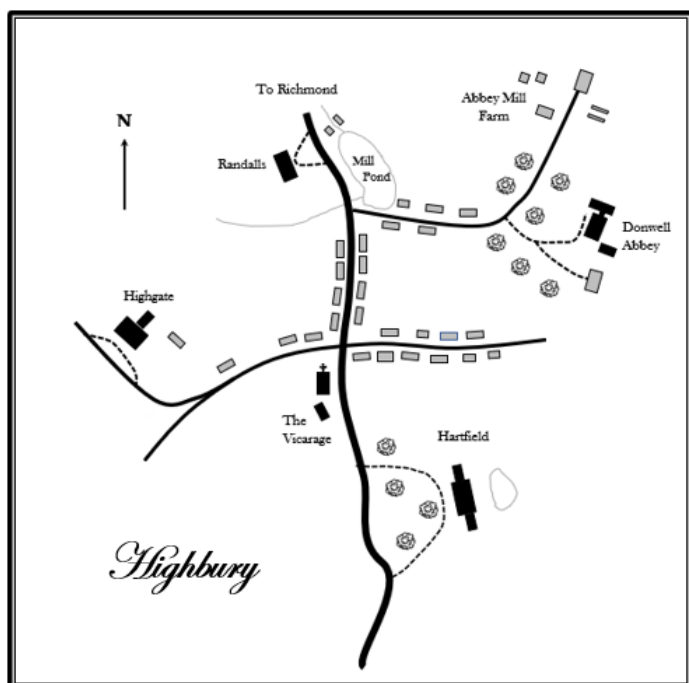 To Richmond
Abbey Mill
Farm
N
Randalls
Mill
Pond
Donwell
Abbey
Highgate
The
Vicarage
Hartfield
Highbury